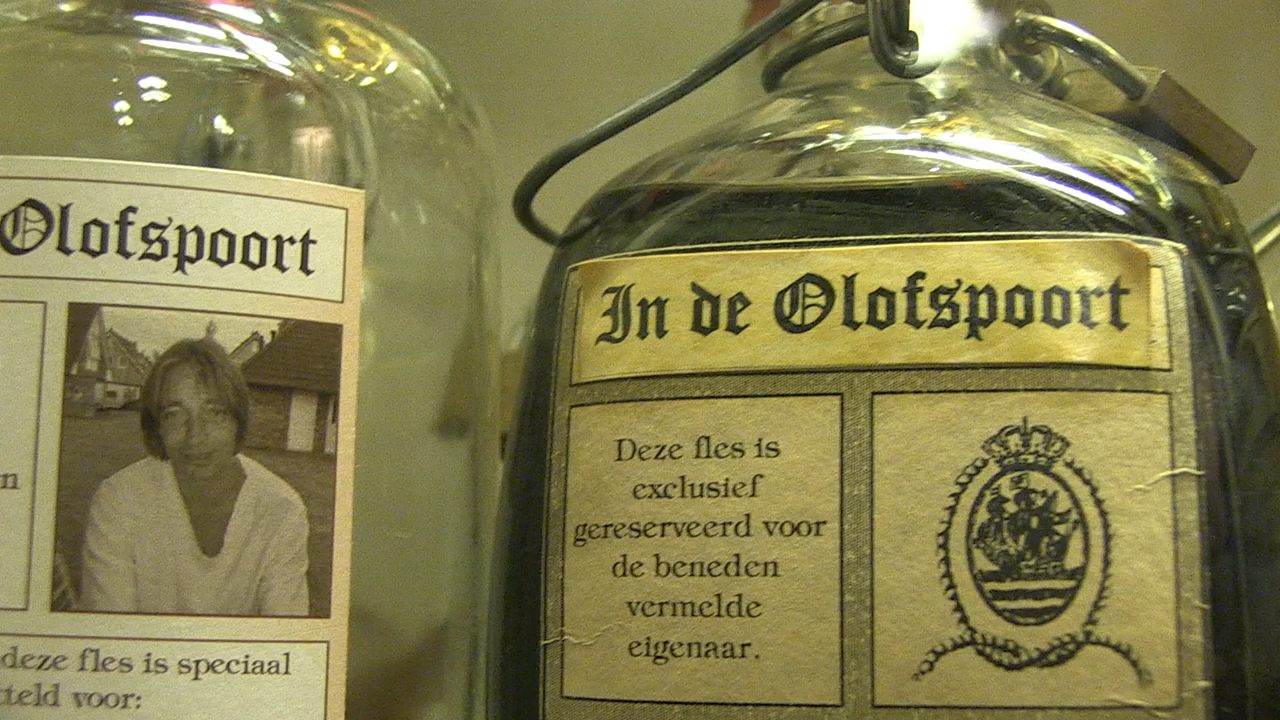 Olofspoort
n
deze fles is speciaal
teld voor:
In de Olofspoort
Deze fles is
exclusief
gereserveerd voor
de beneden
vermelde
eigenaar.